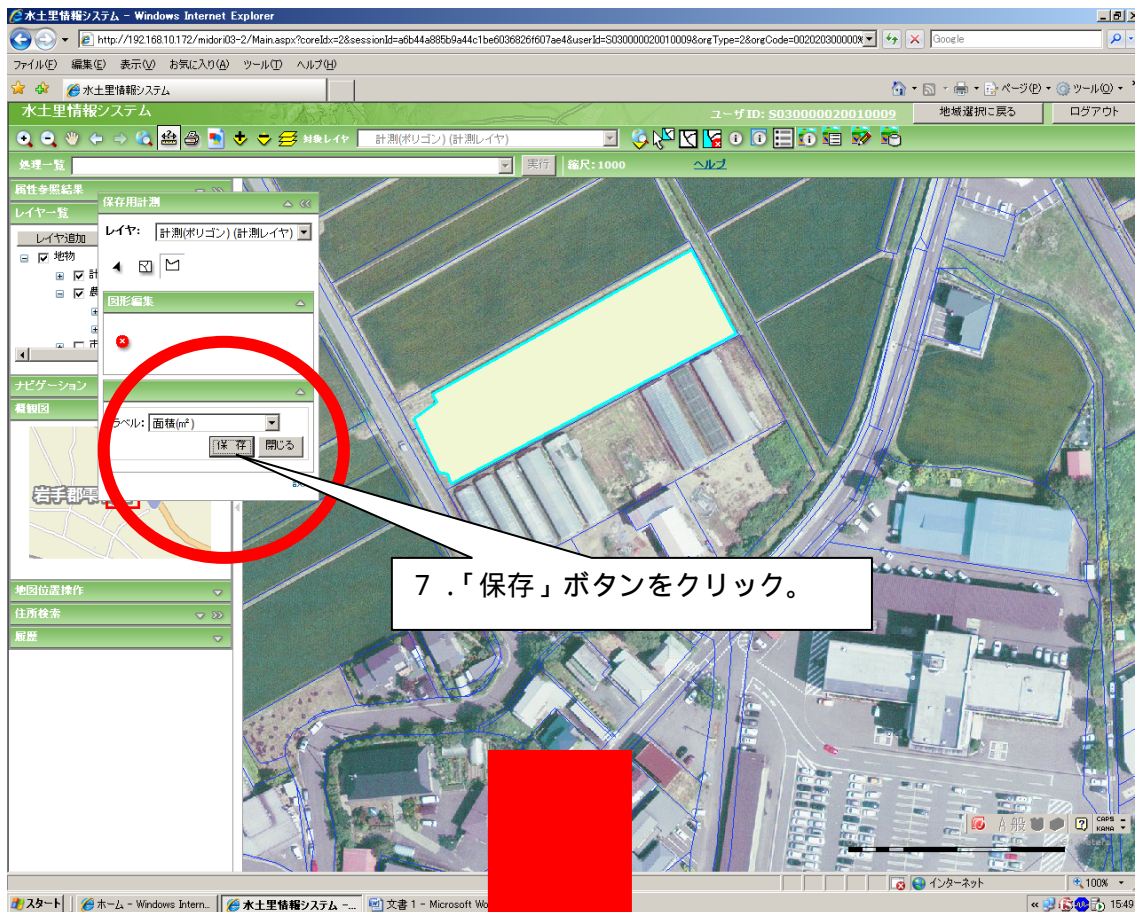 水土里情報システム - Windows Internet Explorer
http://192.168.10.172/midori03-2/Main.aspx?coreIdx=2&sessionId=a6b44a885b9a44c1be6036826f607ae4&userId=S030000020010009&orgType=2&orgCode=002020300000
Google
ファイル(F) 編集(E) 表示(V) お気に入り(A) ツール(T) ヘルプ(H)
水土里情報システム
ページ(P) ツール(O)
水土里情報システム
ユーザID: S030000020010009
地域選択に戻る
ログアウト
対象レイヤ 計測(ポリゴン)(計測レイヤ)
処理一覧
実行
縮尺:1000
ヘルプ
属性参照結果
レイヤ一覧
レイヤ追加
地物
保存用計測
レイヤ: 計測(ポリゴン)(計測レイヤ)
図形編集
ラベル: 面積(㎡)
保 存 閉じる
ナビゲーション
概観図
岩手郡雫
地図位置操作
住所検索
履歴
７．「保存」ボタンをクリック。
A 般
CAPS
KANA
インターネット
100%
スタート
ホーム - Windows Intern...
水土里情報システム -...
文書 1 - Microsoft Wo
15:49